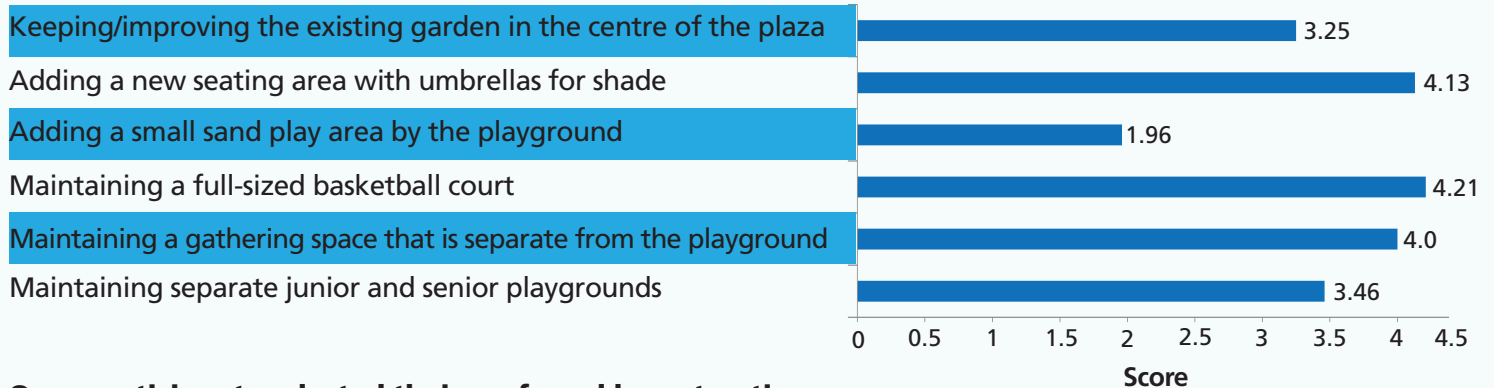 Keeping/improving the existing garden in the centre of the plaza 3.25
Adding a new seating area with umbrellas for shade 4.13
Adding a small sand play area by the playground 1.96
Maintaining a full-sized basketball court 4.21
Maintaining a gathering space that is separate from the playground 4.0
Maintaining separate junior and senior playgrounds 3.46
0 0.5 1 1.5 2 2.5 3 3.5 4 4.5
Score